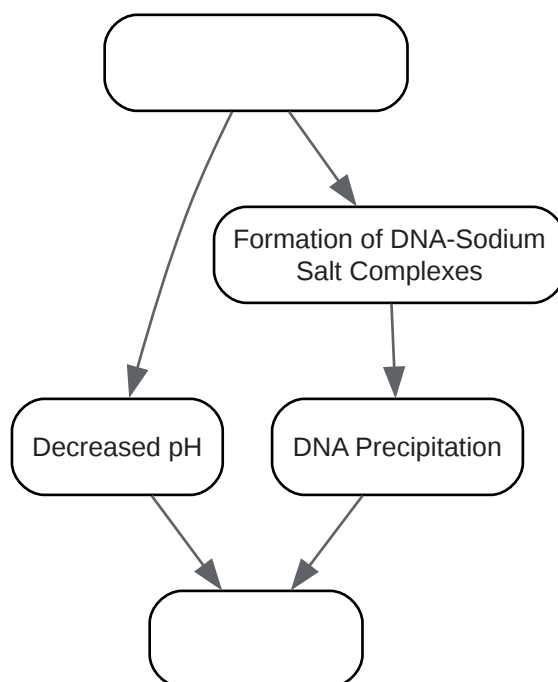 Formation of DNA-Sodium
Salt Complexes
Decreased pH
DNA Precipitation